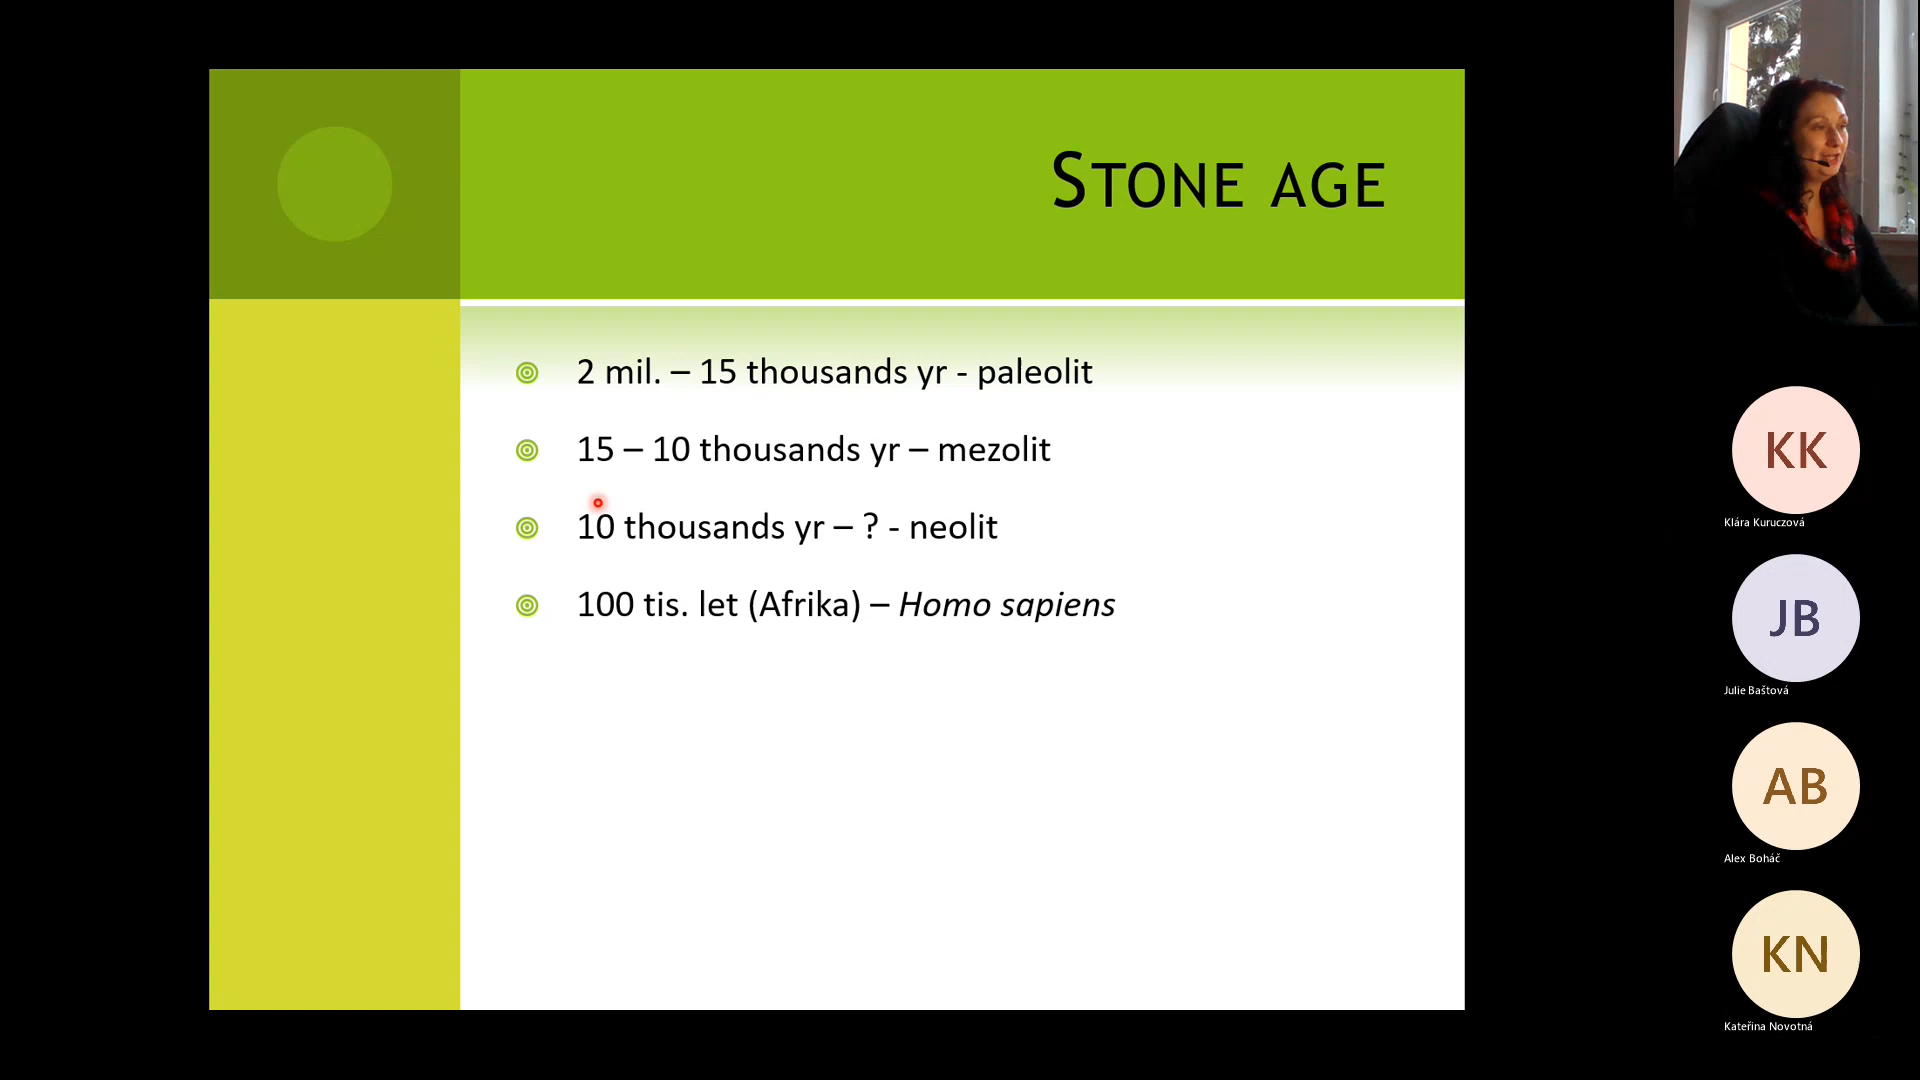 STONE AGE
2 mil. – 15 thousands yr - paleolit
15 – 10 thousands yr – mezolit
10 thousands yr – ? - neolit
100 tis. let (Afrika) – Homo sapiens
KK
Klára Kuruczová
JB
Julie Baštová
AB
Alex Boháč
KN
Kateřina Novotná